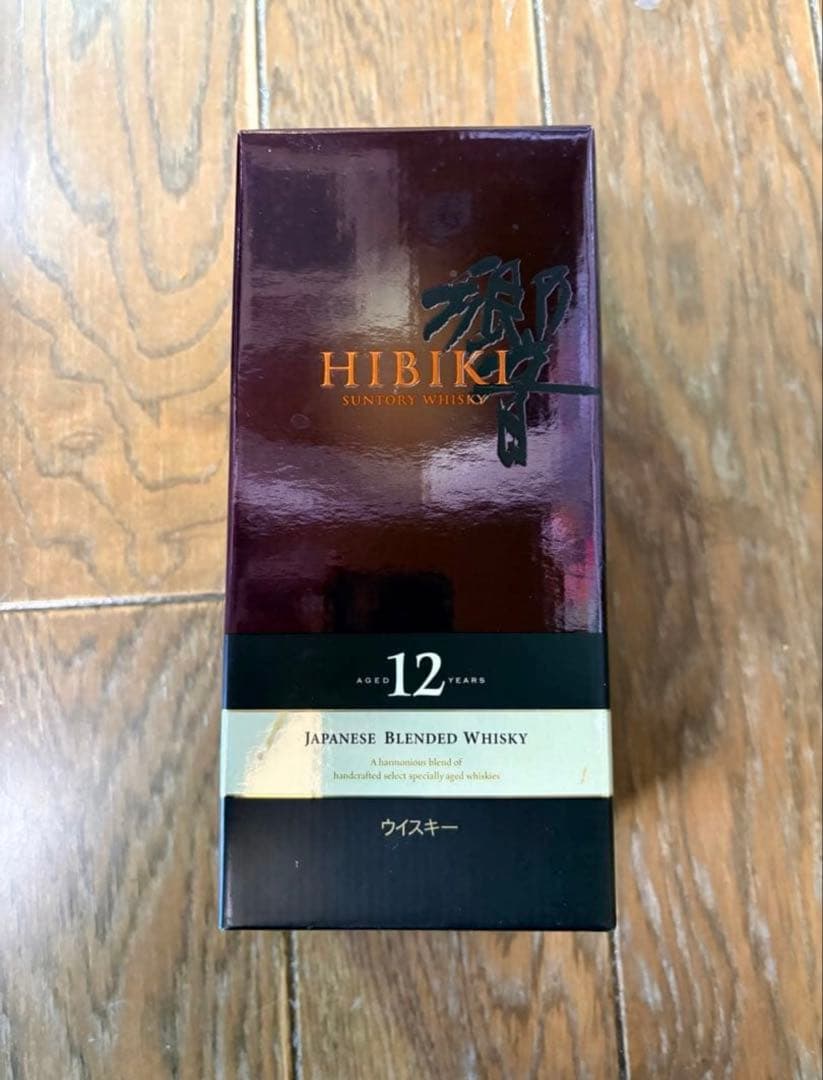 響
HIBIKI
SUNTORY WHISKY
AGED 12 YEARS
JAPANESE BLENDED WHISKY
A harmonious blend of
handcrafted select specially aged whiskies
ウイスキー